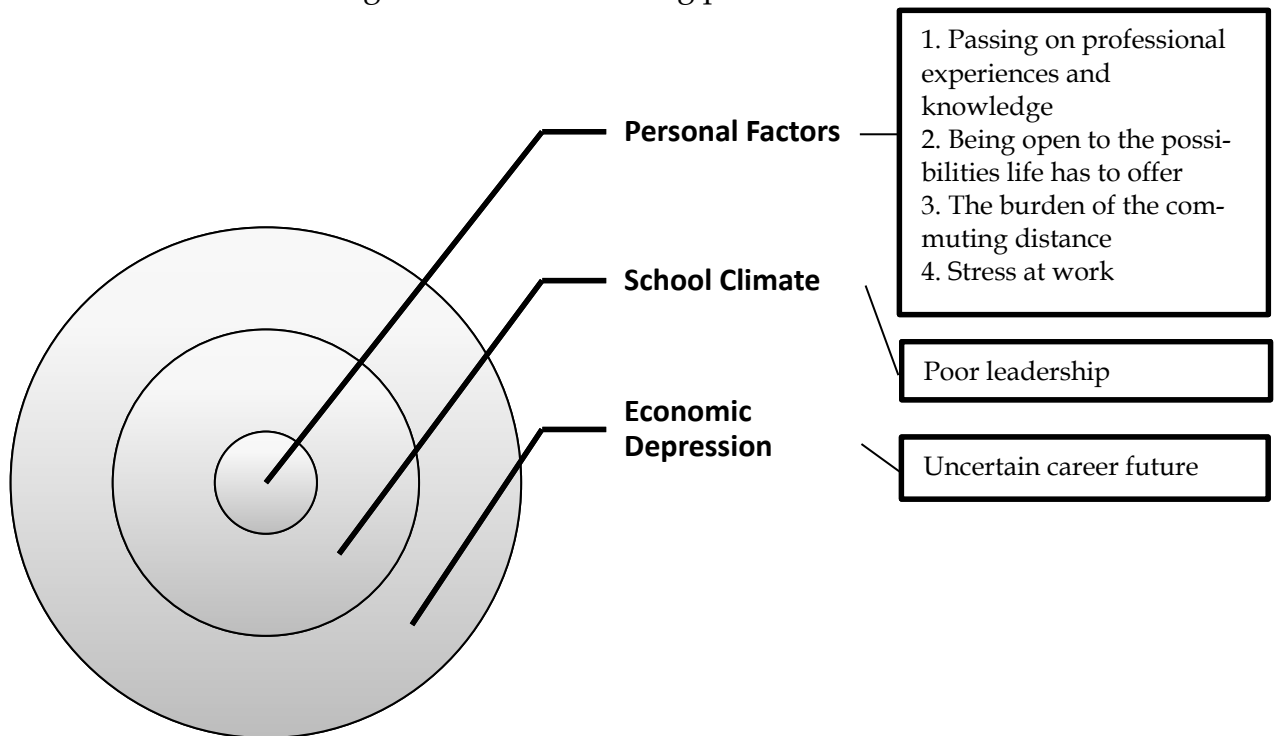 Personal Factors
1. Passing on professional
experiences and
knowledge
2. Being open to the possi-
bilities life has to offer
3. The burden of the com-
muting distance
4. Stress at work
School Climate
Poor leadership
Economic
Depression
Uncertain career future